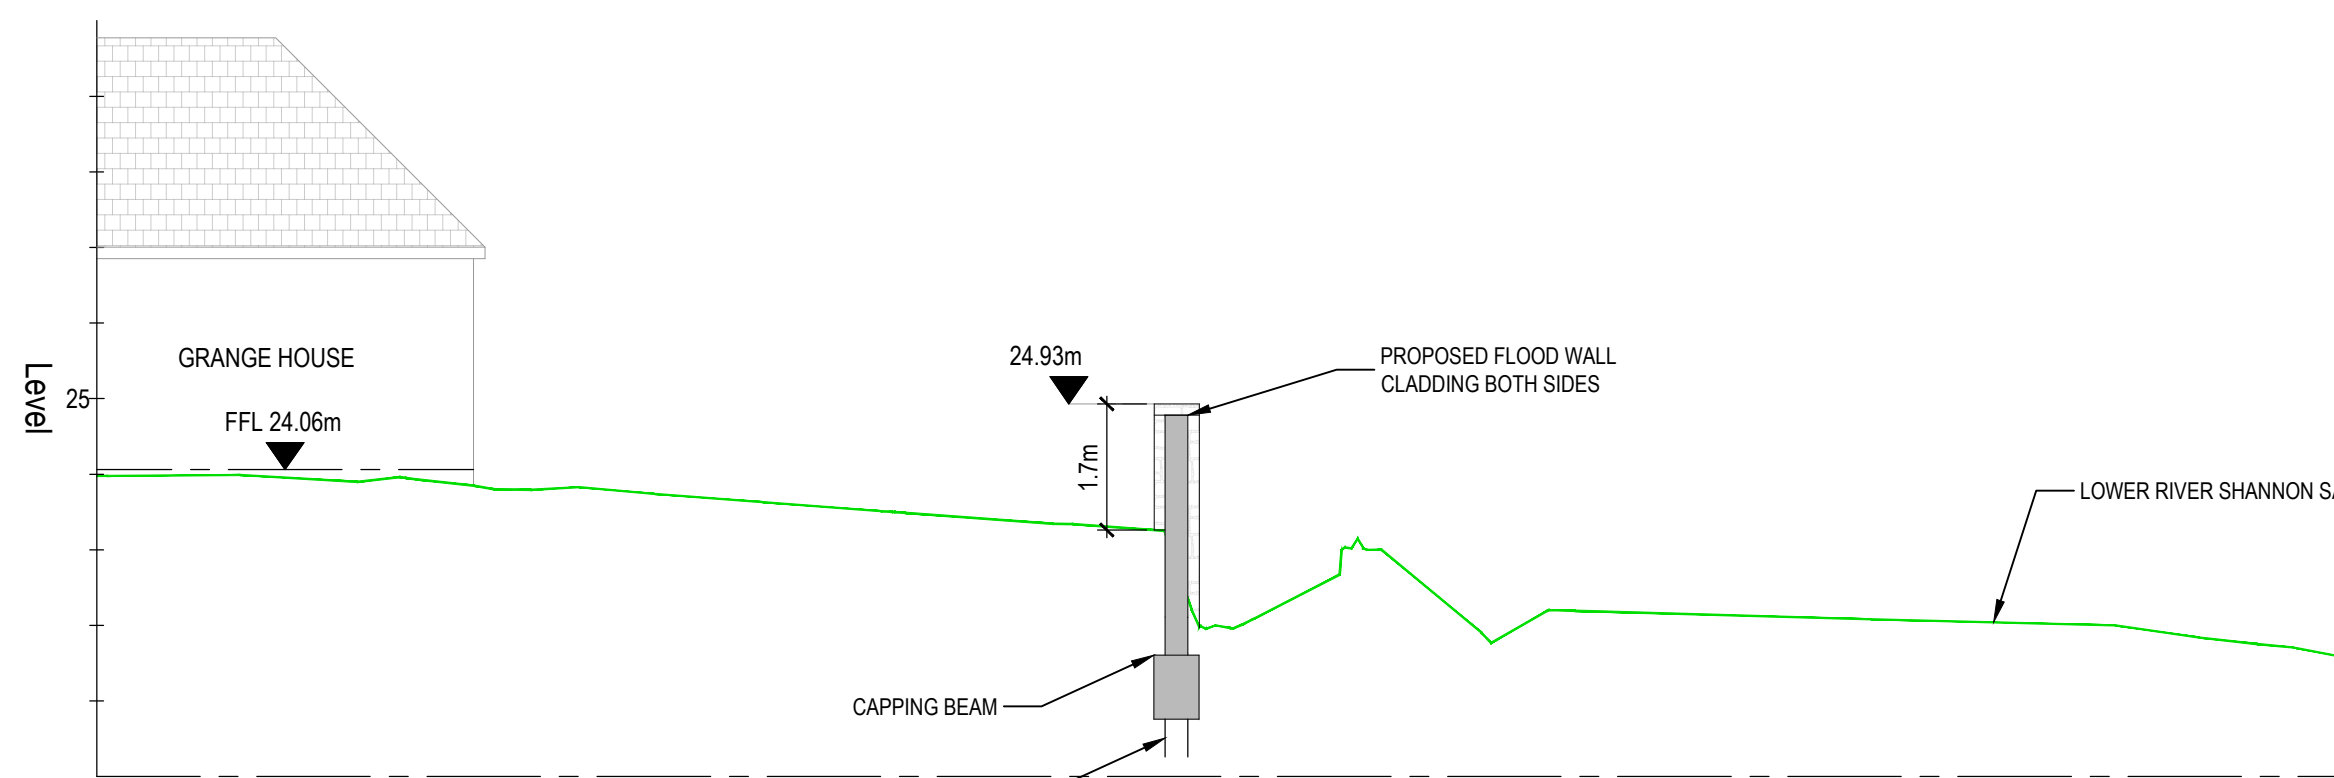 Level
25
GRANGE HOUSE
FFL 24.06m
24.93m
1.7m
PROPOSED FLOOD WALL
CLADDING BOTH SIDES
LOWER RIVER SHANNON
CAPPING BEAM